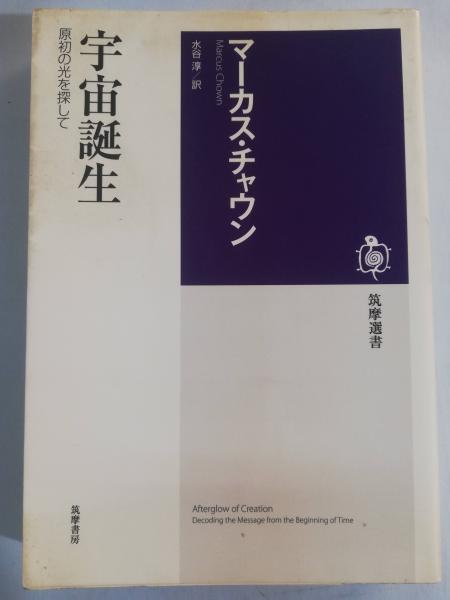 マーカス・チャウン
Marcus Chown
水谷 淳／訳
宇宙誕生
原初の光を探して
筑摩選書
Afterglow of Creation
Decoding the Message from the Beginning of Time
筑摩書房